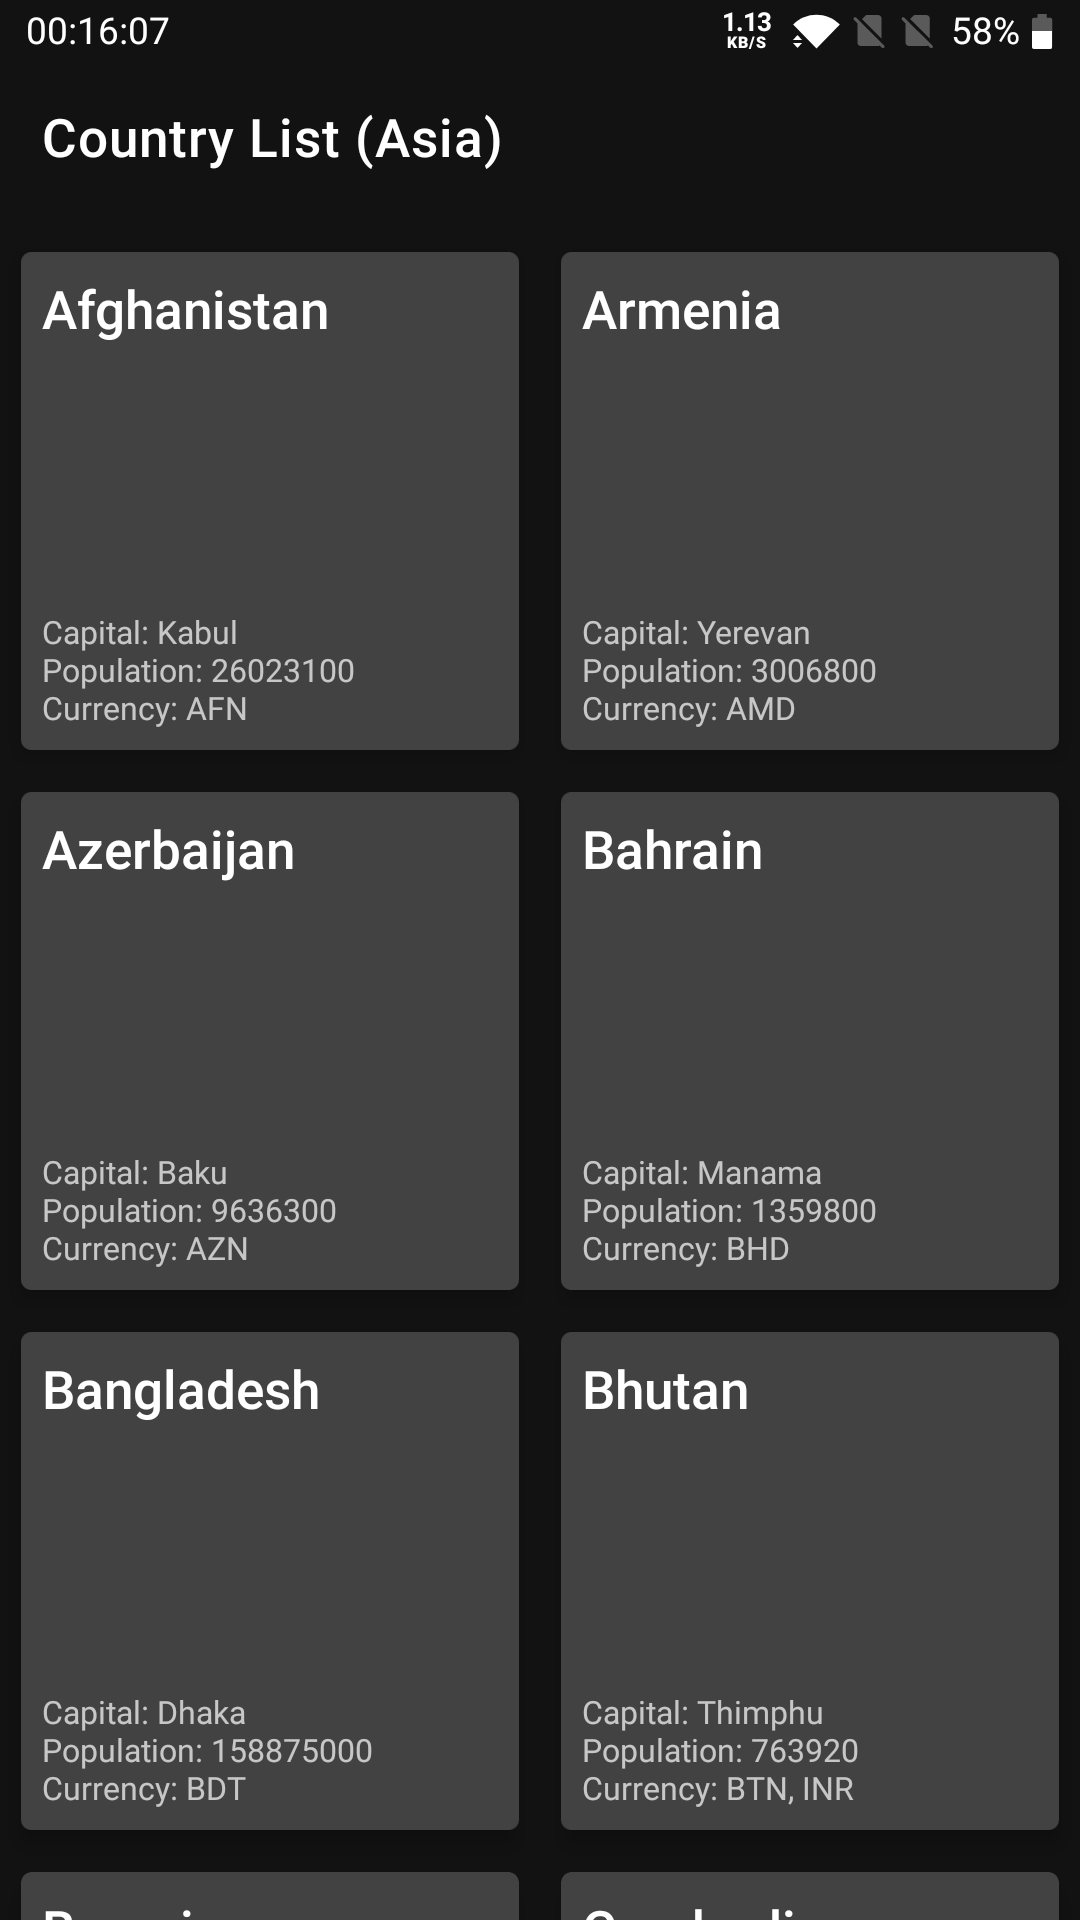 00:16:07
1.13 KB/S
58%
Country List (Asia)
Afghanistan
Capital: Kabul
Population: 26023100
Currency: AFN
Armenia
Capital: Yerevan
Population: 3006800
Currency: AMD
Azerbaijan
Capital: Baku
Population: 9636300
Currency: AZN
Bahrain
Capital: Manama
Population: 1359800
Currency: BHD
Bangladesh
Capital: Dhaka
Population: 158875000
Currency: BDT
Bhutan
Capital: Thimphu
Population: 763920
Currency: BTN, INR